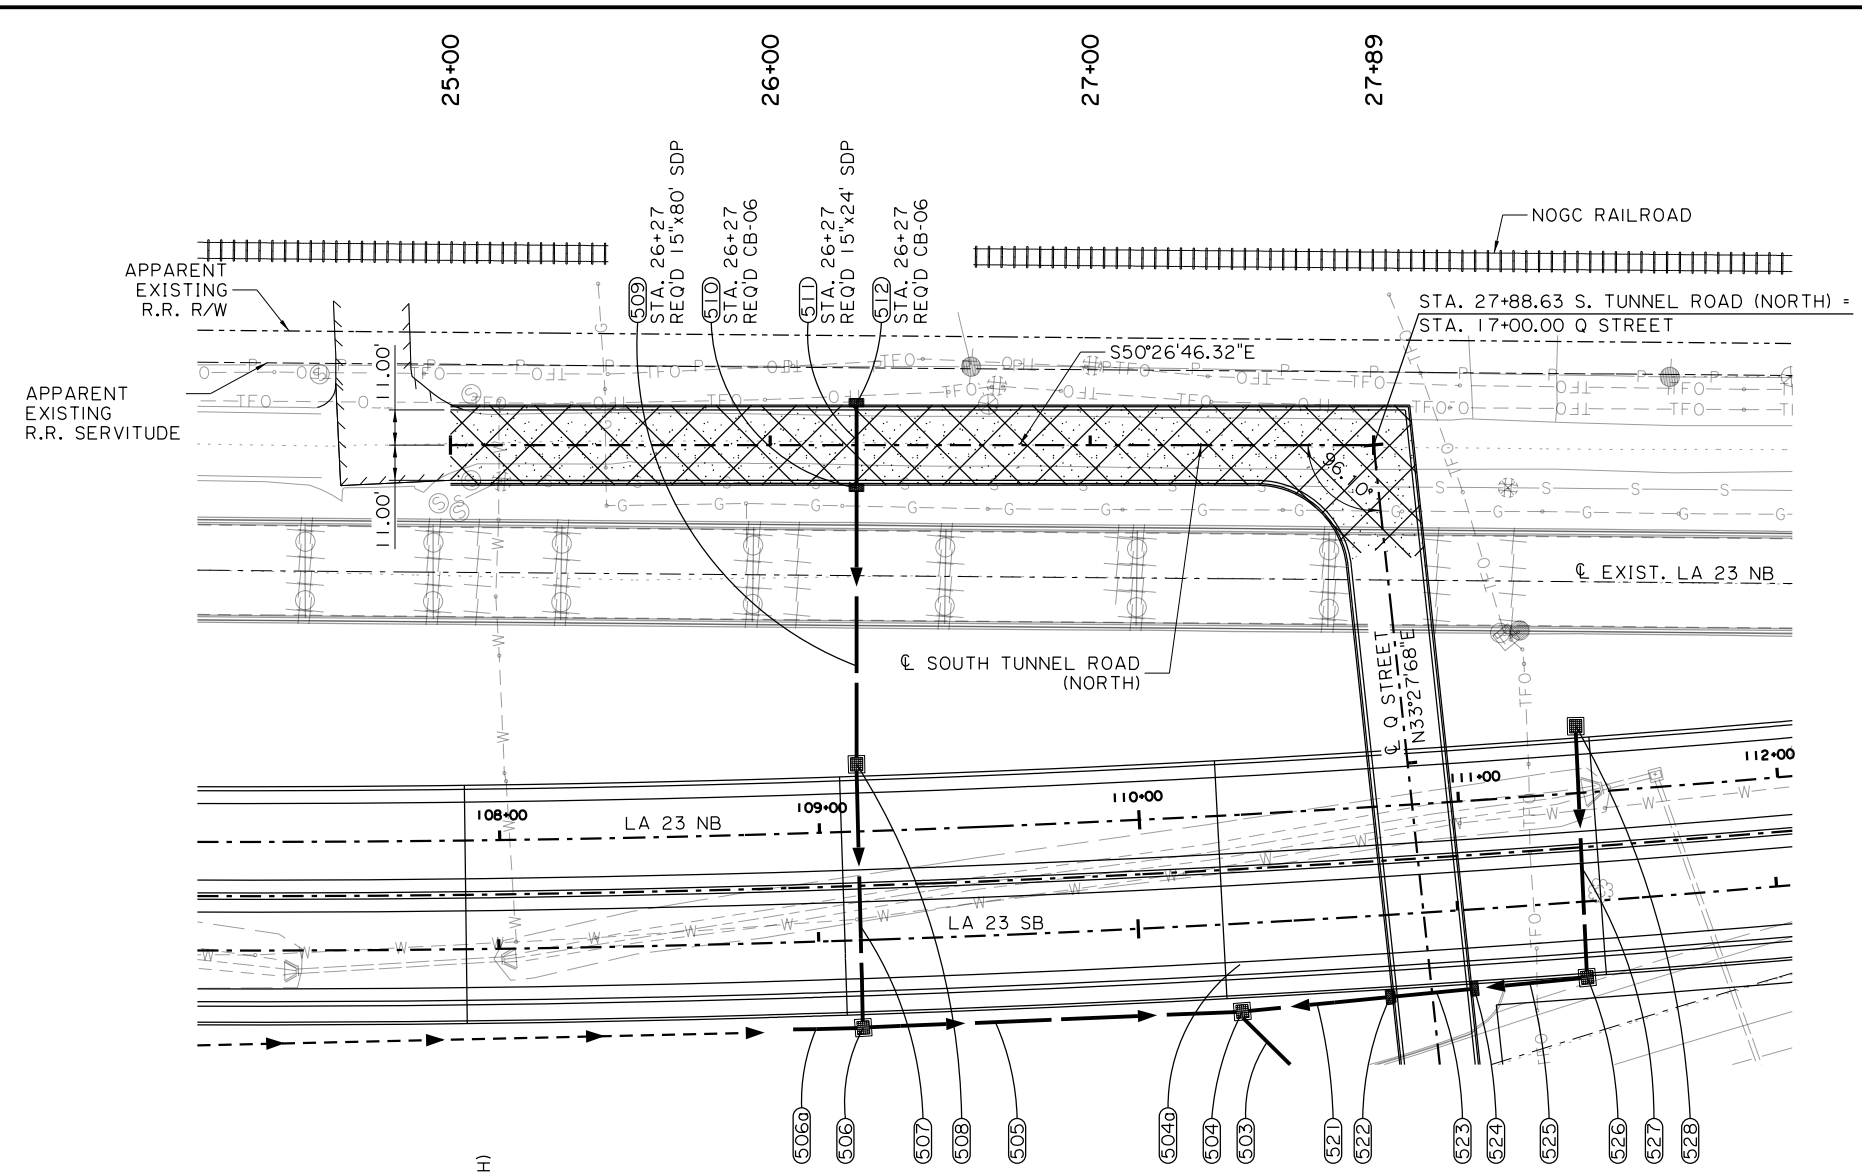 25+00
26+00
27+00
27+89
509
STA. 26+27
REQ'D 15"x80' SDP
510
STA. 26+27
REQ'D CB-06
511
STA. 26+27
REQ'D 15"x24' SDP
512
STA. 26+27
REQ'D CB-06
NOGC RAILROAD
APPARENT
EXISTING
R.R. R/W
STA. 27+88.63 S. TUNNEL ROAD (NORTH) =
STA. 17+00.00 Q STREET
S50°26'46.32"E
APPARENT
EXISTING
R.R. SERVITUDE
11.00'
11.00'
96.10°
℄ EXIST. LA 23 NB
℄ SOUTH TUNNEL ROAD
(NORTH)
℄ Q STREET
N33°27'68"E
108+00
109+00
110+00
111+00
112+00
LA 23 NB
LA 23 SB
506a
506
507
508
505
504a
504
503
521
522
523
524
525
526
527
528
H)